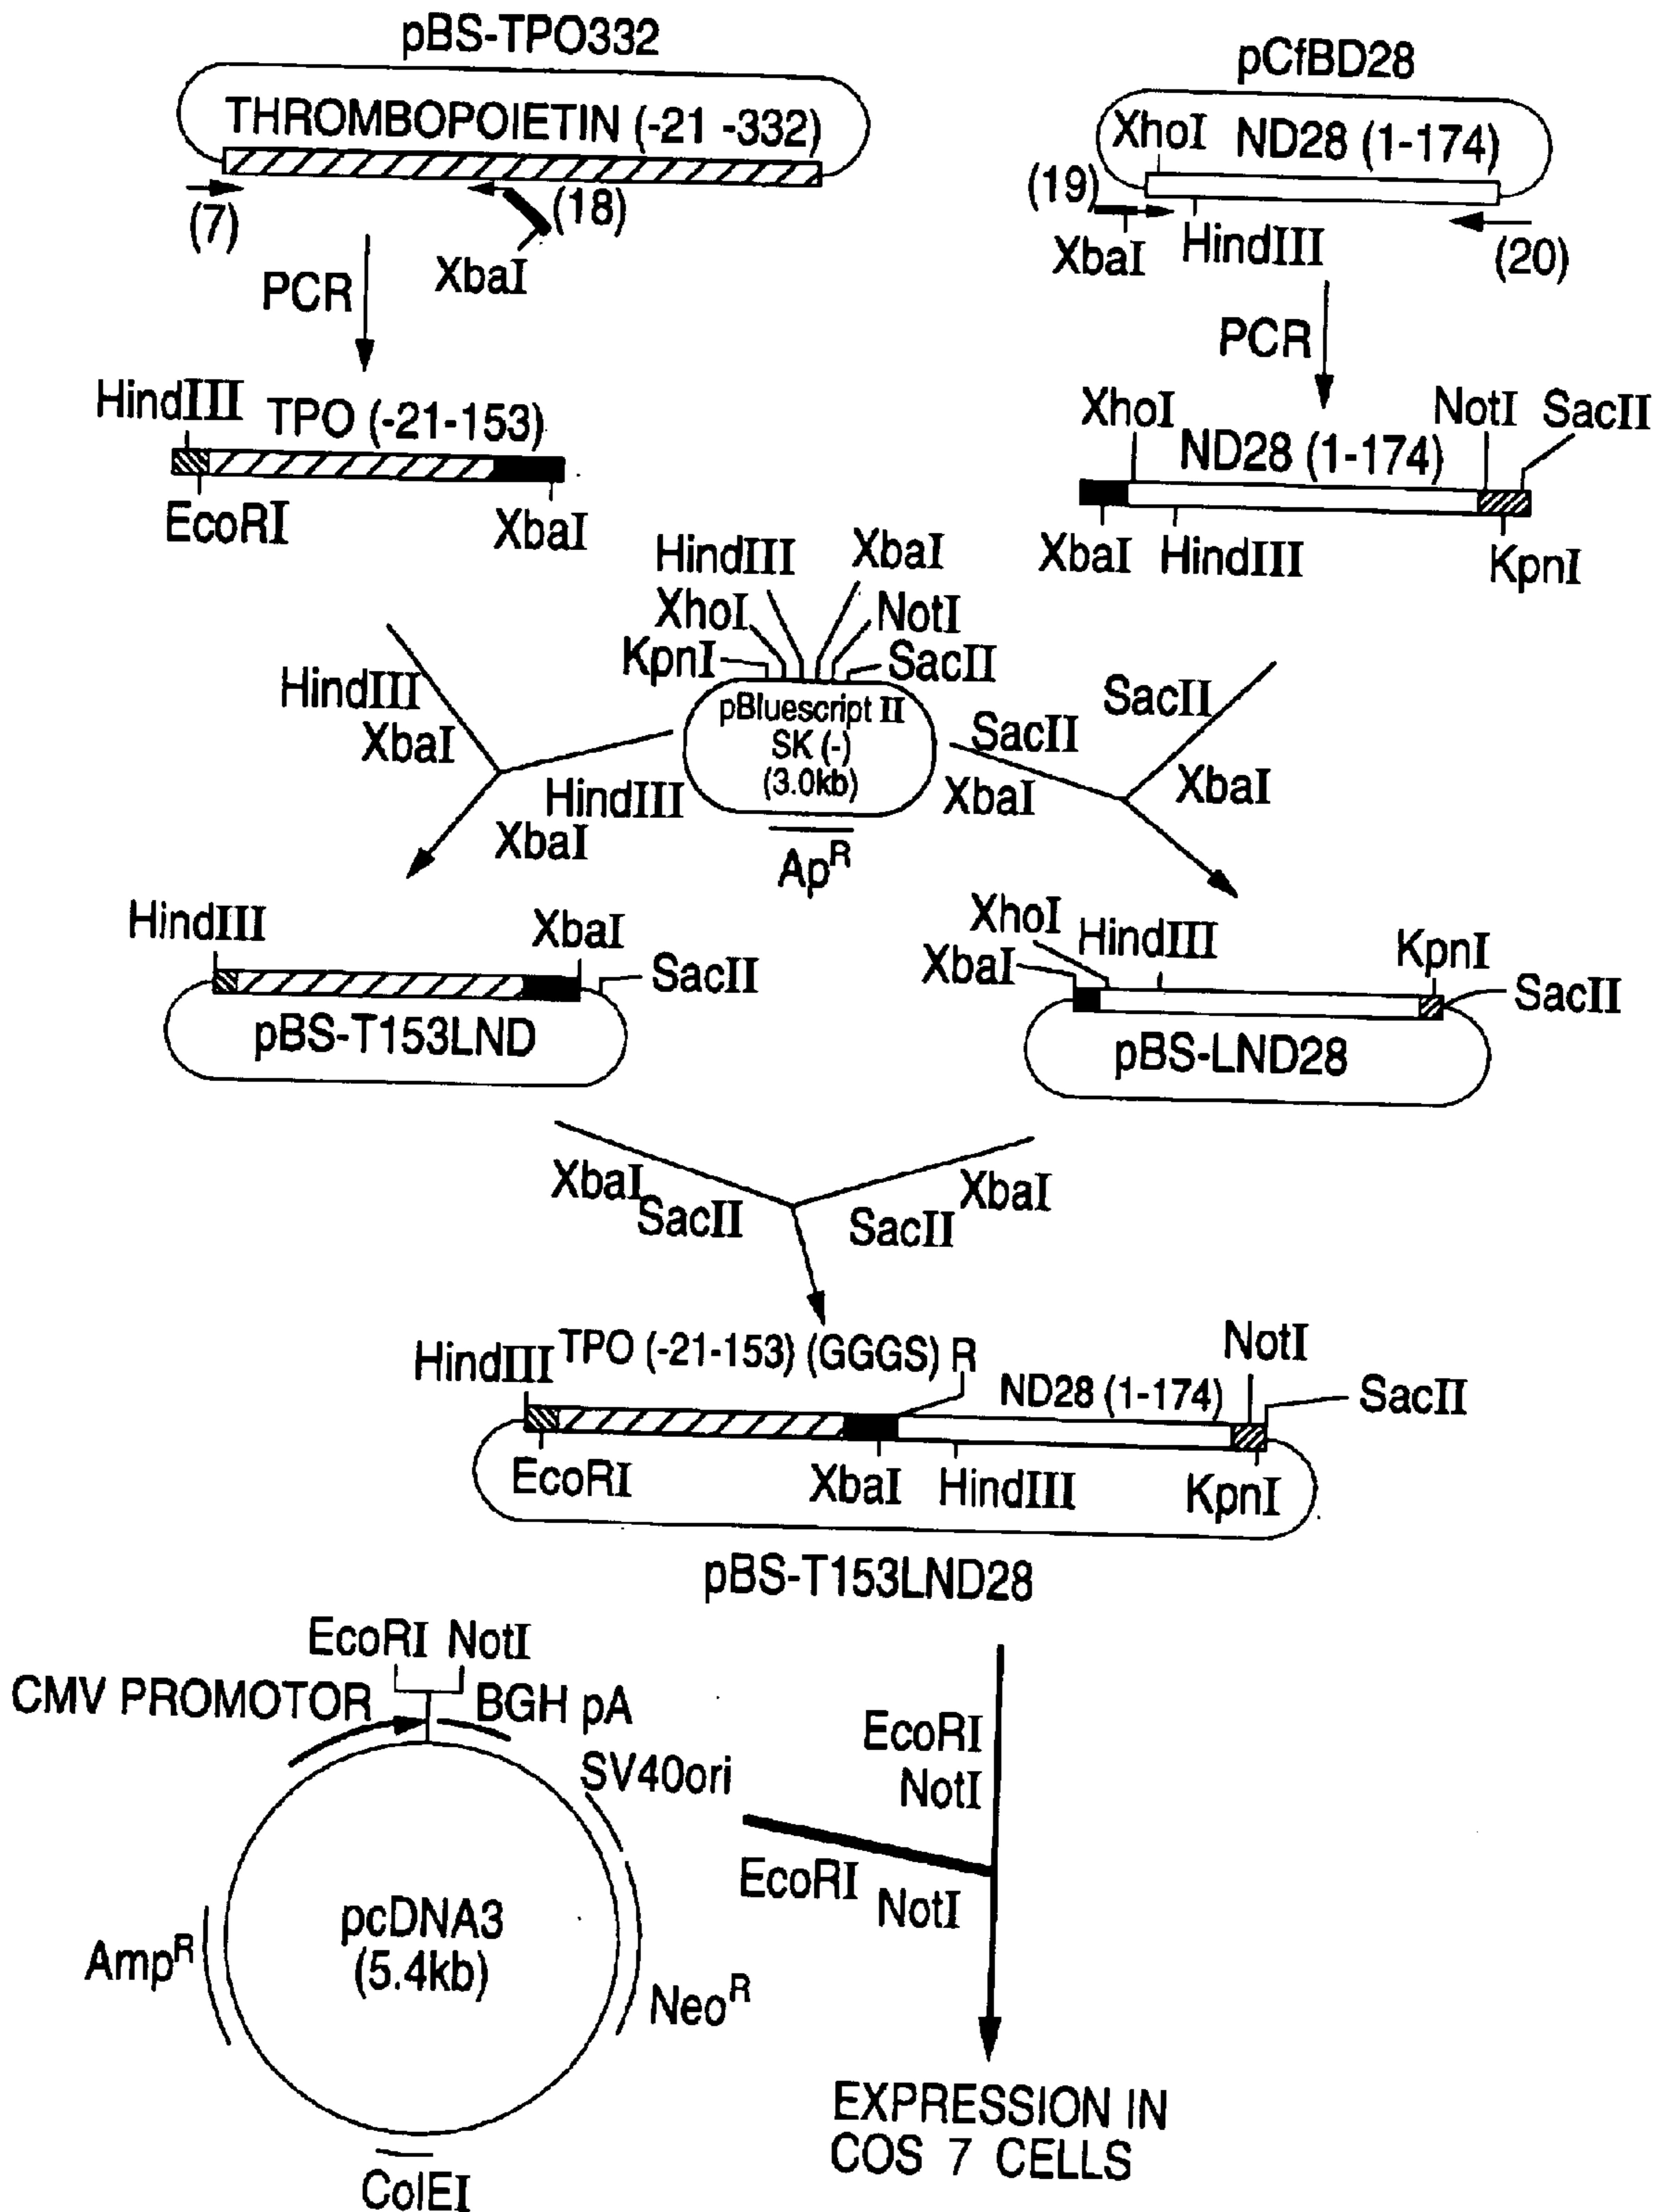 pBS-TPO332
THROMBOPOIETIN (-21 -332)
(7)
(18)
XbaI
PCR
pCfBD28
XhoI ND28 (1-174)
(19)
XbaI
HindIII
(20)
PCR
HindIII TPO (-21-153)
EcoRI
XbaI
XhoI
NotI
SacII
ND28 (1-174)
XbaI
HindIII
KpnI
HindIII
XbaI
XhoI
NotI
KpnI
SacII
pBluescript II
SK (-)
(3.0kb)
Ap^R
HindIII
XbaI
HindIII
XbaI
SacII
XbaI
SacII
XbaI
HindIII
XbaI
SacII
pBS-T153LND
XhoI
HindIII
XbaI
KpnI
SacII
pBS-LND28
XbaI
SacII
XbaI
SacII
HindIII TPO (-21-153) (GGGS) R
ND28 (1-174)
NotI
SacII
EcoRI
XbaI
HindIII
KpnI
pBS-T153LND28
EcoRI NotI
CMV PROMOTOR
BGH pA
SV40ori
pcDNA3
(5.4kb)
Amp^R
Neo^R
ColEI
EcoRI
NotI
EcoRI
NotI
EXPRESSION IN
COS 7 CELLS